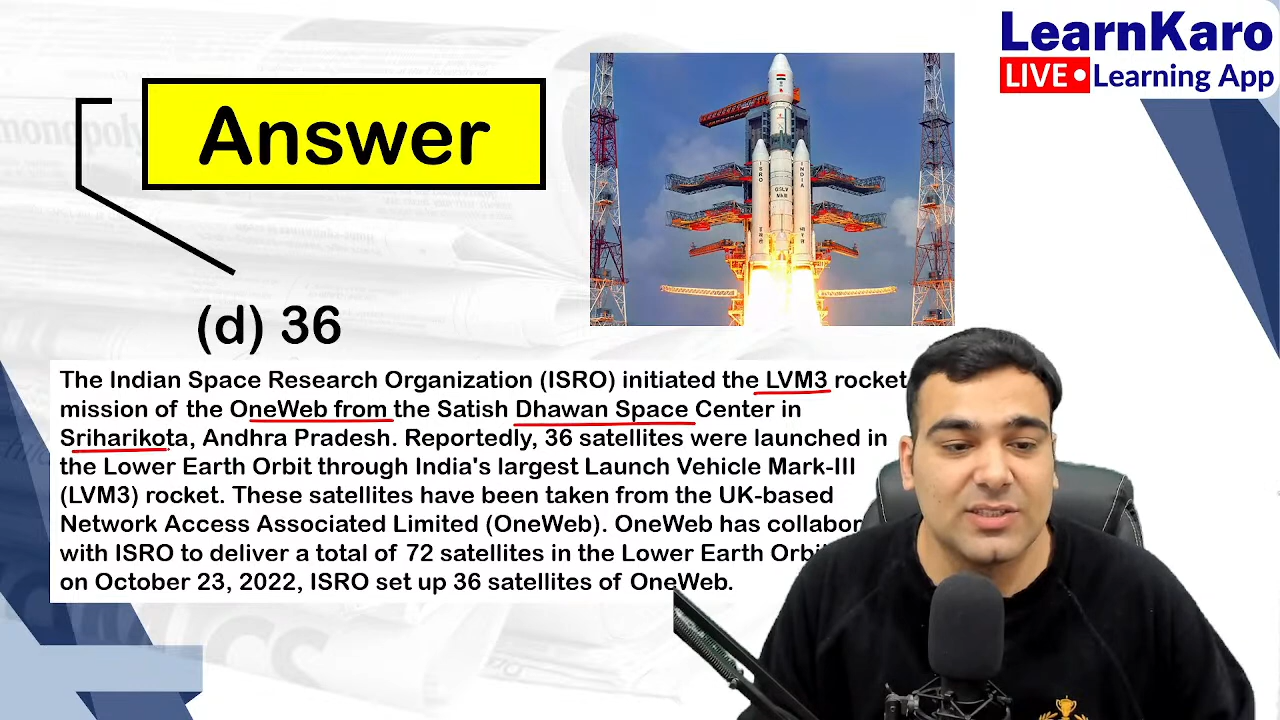 LearnKaro
LIVE • Learning App
Answer
(d) 36
The Indian Space Research Organization (ISRO) initiated the LVM3 rocket
mission of the OneWeb from the Satish Dhawan Space Center in
Sriharikota, Andhra Pradesh. Reportedly, 36 satellites were launched in
the Lower Earth Orbit through India's largest Launch Vehicle Mark-III
(LVM3) rocket. These satellites have been taken from the UK-based
Network Access Associated Limited (OneWeb). OneWeb has collabor
with ISRO to deliver a total of 72 satellites in the Lower Earth Orbit
on October 23, 2022, ISRO set up 36 satellites of OneWeb.
ISRO
INDIA
GSLV